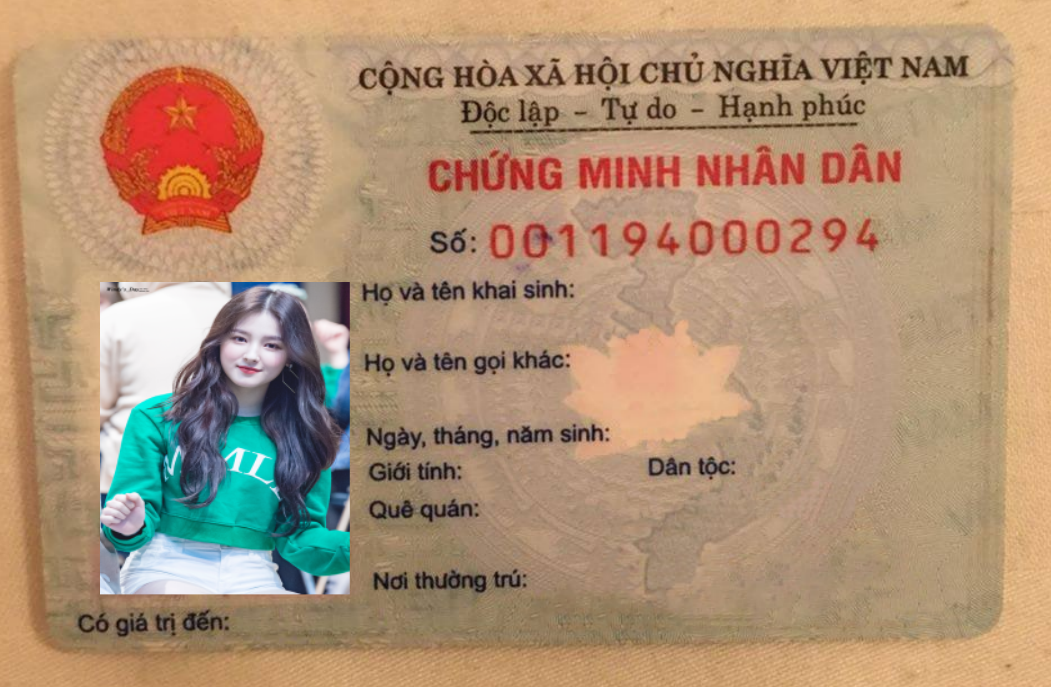 CỘNG HÒA XÃ HỘI CHỦ NGHĨA VIỆT NAM
Độc lập – Tự do – Hạnh phúc
CHỨNG MINH NHÂN DÂN
Số: 001194000294
Họ và tên khai sinh:
Họ và tên gọi khác:
Ngày, tháng, năm sinh:
Giới tính: Dân tộc:
Quê quán:
Nơi thường trú:
Có giá trị đến:
VIỆT NAM